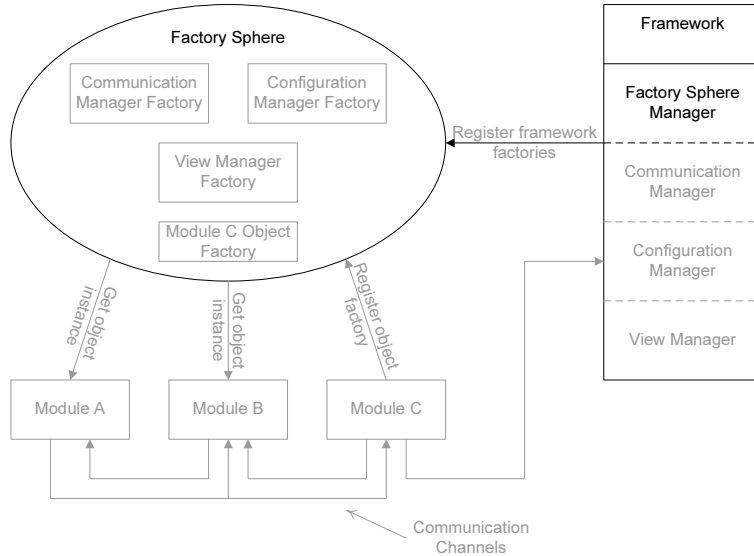 Factory Sphere
Communication
Manager Factory
Configuration
Manager Factory
View Manager
Factory
Module C Object
Factory
Framework
Factory Sphere
Manager
Communication
Manager
Configuration
Manager
View Manager
Register framework
factories
Get object
instance
Get object
instance
Register object
factory
Module A
Module B
Module C
Communication
Channels